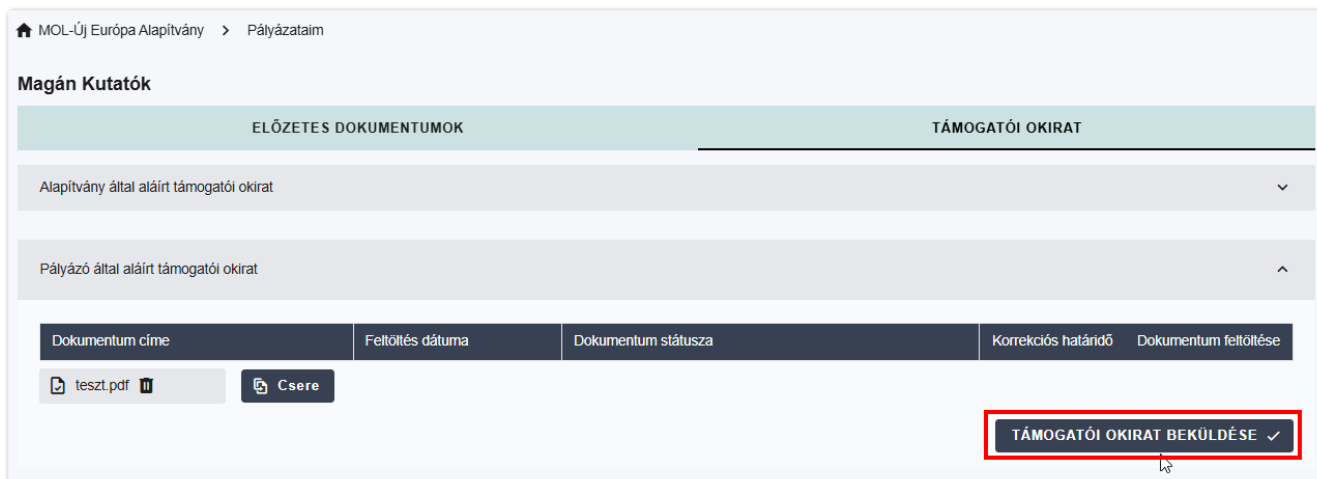 MOL-Új Európa Alapítvány > Pályázataim
Magán Kutatók
ELŐZETES DOKUMENTUMOK TÁMOGATÓI OKIRAT
Alapítvány által aláírt támogatói okirat
Pályázó által aláírt támogatói okirat
Dokumentum címe Feltöltés dátuma Dokumentum státusza Korrekciós határidő Dokumentum feltöltése
teszt.pdf Csere
TÁMOGATÓI OKIRAT BEKÜLDÉSE